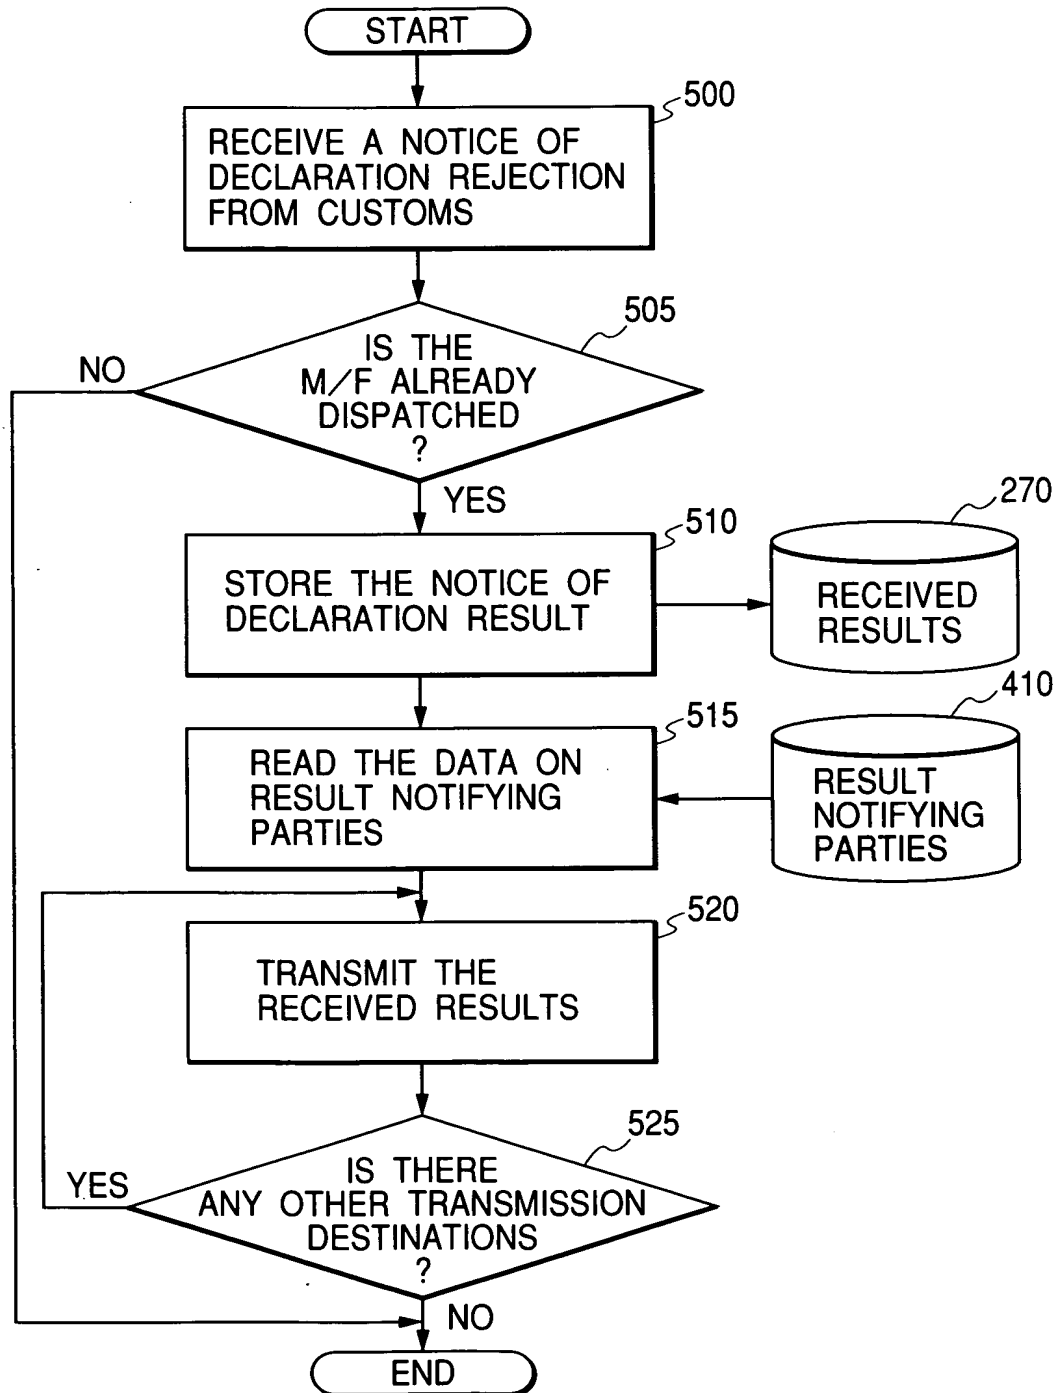 START
500
RECEIVE A NOTICE OF
DECLARATION REJECTION
FROM CUSTOMS
505
IS THE
M/F ALREADY
DISPATCHED
?
NO
YES
510
STORE THE NOTICE OF
DECLARATION RESULT
270
RECEIVED
RESULTS
515
READ THE DATA ON
RESULT NOTIFYING
PARTIES
410
RESULT
NOTIFYING
PARTIES
520
TRANSMIT THE
RECEIVED RESULTS
525
IS THERE
ANY OTHER TRANSMISSION
DESTINATIONS
?
YES
NO
END